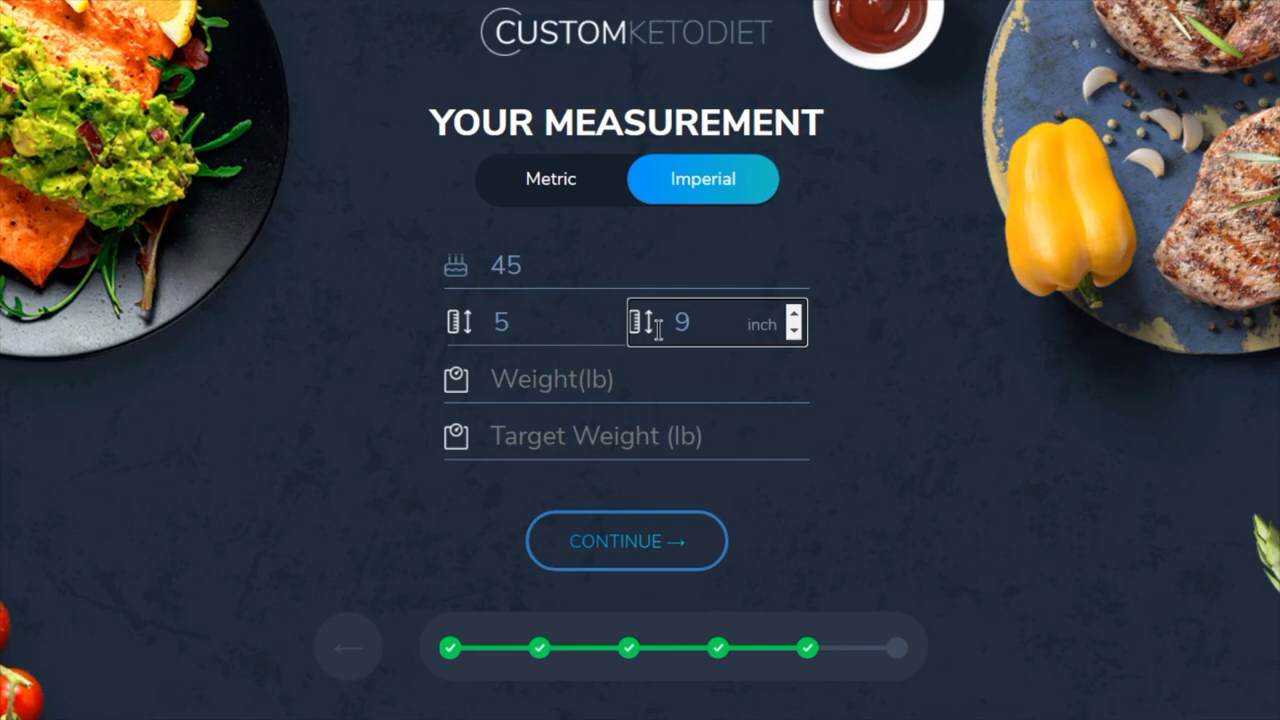 CUSTOMKETODIET
YOUR MEASUREMENT
Metric Imperial
45
5 9 inch
Weight(lb)
Target Weight (lb)
CONTINUE →